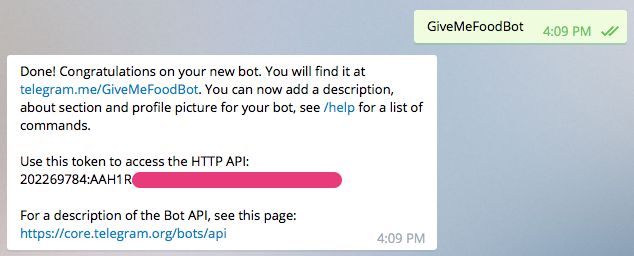 GiveMeFoodBot 4:09 PM
Done! Congratulations on your new bot. You will find it at
telegram.me/GiveMeFoodBot. You can now add a description,
about section and profile picture for your bot, see /help for a list of
commands.
Use this token to access the HTTP API:
202269784:AAH1R
For a description of the Bot API, see this page:
https://core.telegram.org/bots/api
4:09 PM